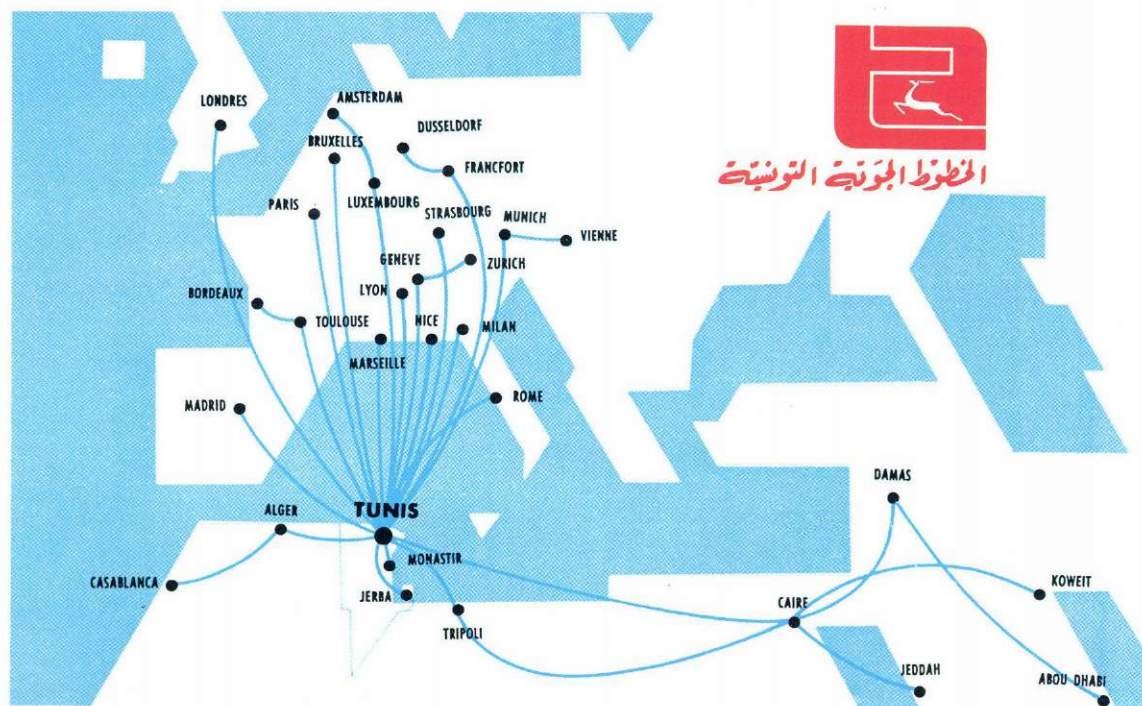 LONDRES
AMSTERDAM
BRUXELLES
DUSSELDORF
FRANCFORT
الخطوط الجوية التونسية
PARIS
LUXEMBOURG
STRASBOURG
MUNICH
VIENNE
GENEVE
ZURICH
BORDEAUX
LYON
TOULOUSE
NICE
MILAN
MARSEILLE
MADRID
ROME
DAMAS
ALGER
TUNIS
MONASTIR
CASABLANCA
JERBA
KOWEIT
CAIRE
TRIPOLI
JEDDAH
ABOU DHABI